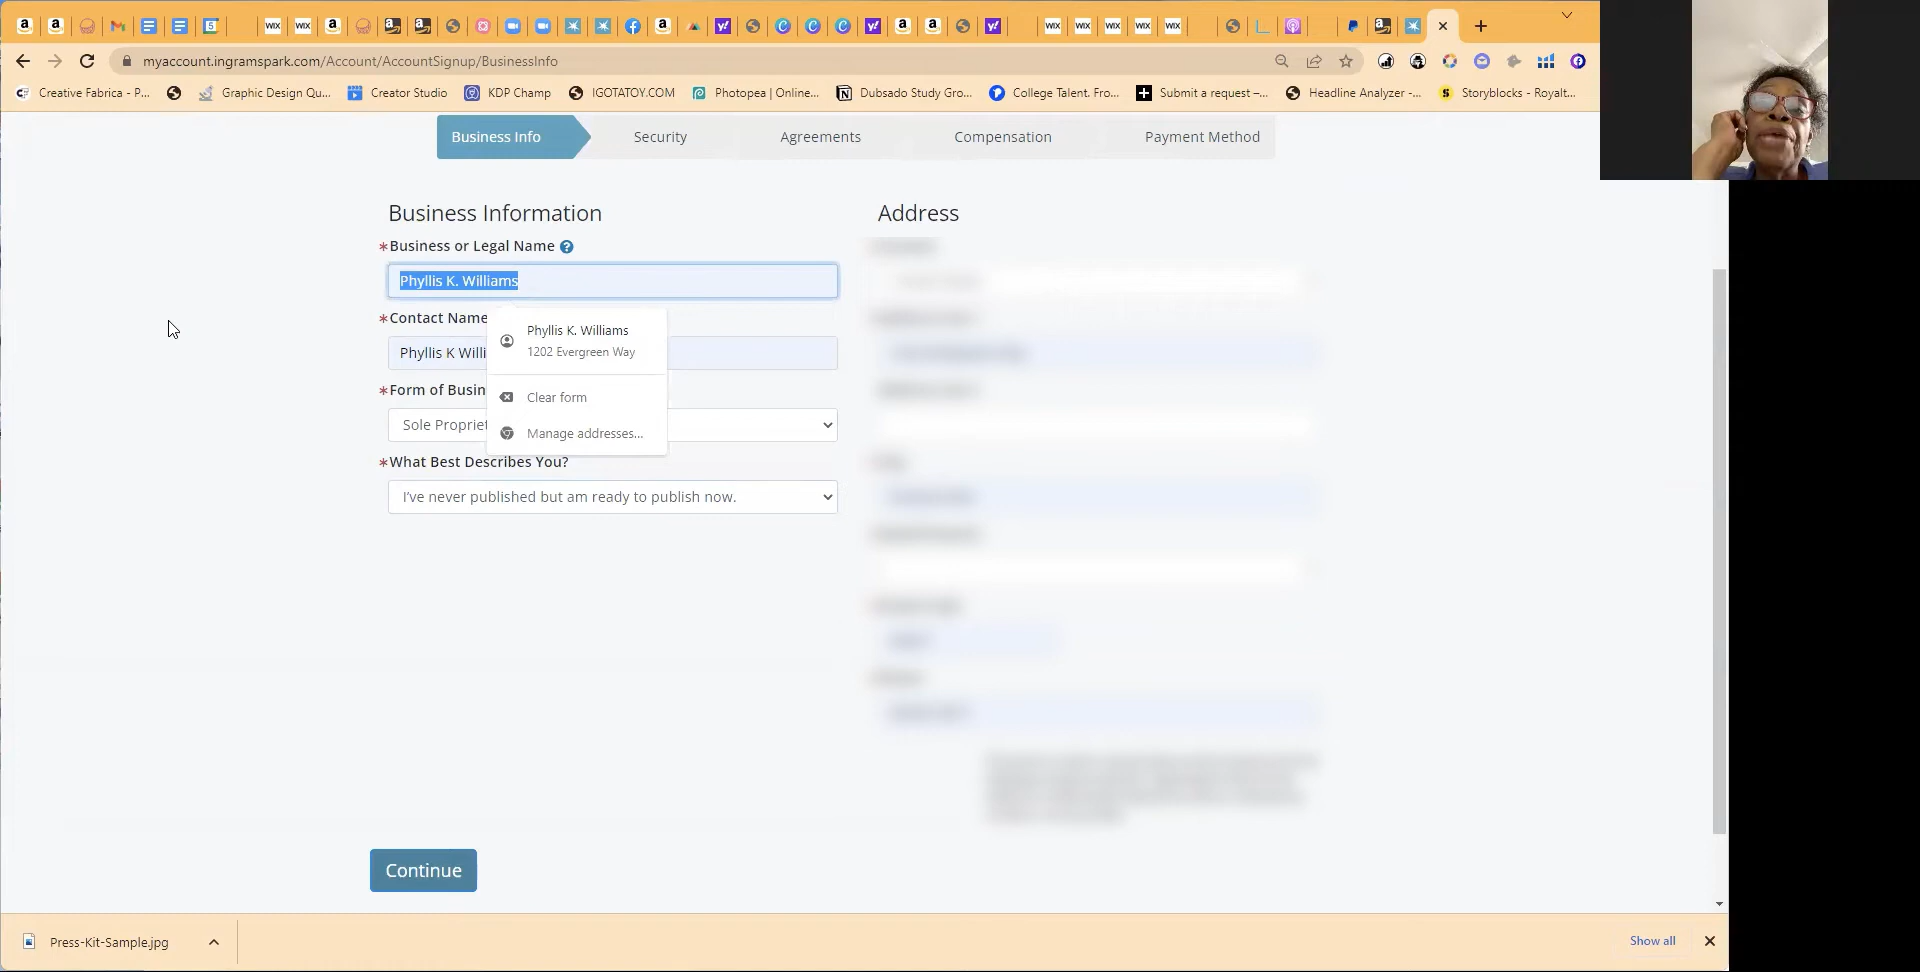 myaccount.ingramspark.com/Account/AccountSignup/BusinessInfo
Creative Fabrica - P...
Graphic Design Qu...
Creator Studio
KDP Champ
IGOTATOY.COM
Photopea | Online...
Dubsado Study Gro...
College Talent. Fro...
Submit a request –...
Headline Analyzer -...
Storyblocks - Royalt...
Business Info
Security
Agreements
Compensation
Payment Method
Business Information
*Business or Legal Name ?
Phyllis K. Williams
*Contact Name
Phyllis K Willi
Phyllis K. Williams
1202 Evergreen Way
Clear form
Manage addresses...
*Form of Busin
Sole Propriet
*What Best Describes You?
I've never published but am ready to publish now.
Address
Continue
Press-Kit-Sample.jpg
Show all